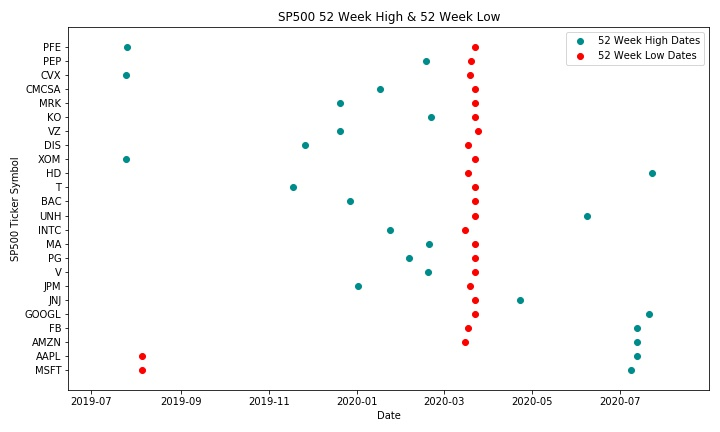 SP500 52 Week High & 52 Week Low
52 Week High Dates
52 Week Low Dates
SP500 Ticker Symbol
PFE
PEP
CVX
CMCSA
MRK
KO
VZ
DIS
XOM
HD
T
BAC
UNH
INTC
MA
PG
V
JPM
JNJ
GOOGL
FB
AMZN
AAPL
MSFT
2019-07 2019-09 2019-11 2020-01 2020-03 2020-05 2020-07
Date